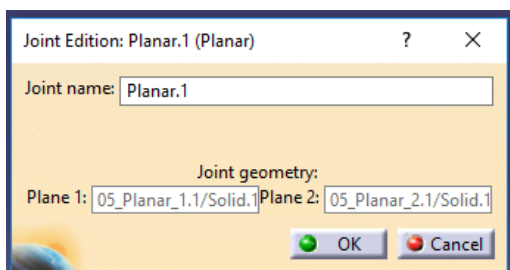 Joint Edition: Planar.1 (Planar) ? X
Joint name: Planar.1
Joint geometry:
Plane 1: 05_Planar_1.1/Solid.1 Plane 2: 05_Planar_2.1/Solid.1
OK Cancel